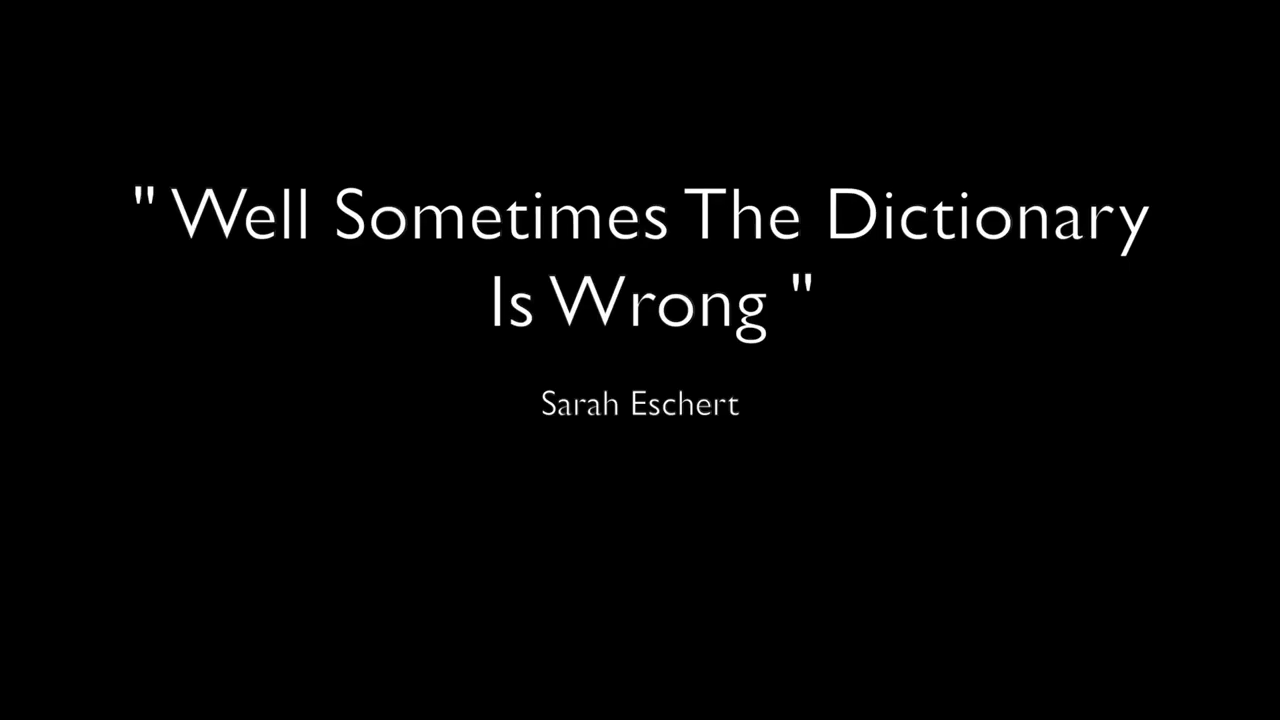 " Well Sometimes The Dictionary
Is Wrong "
Sarah Eschert